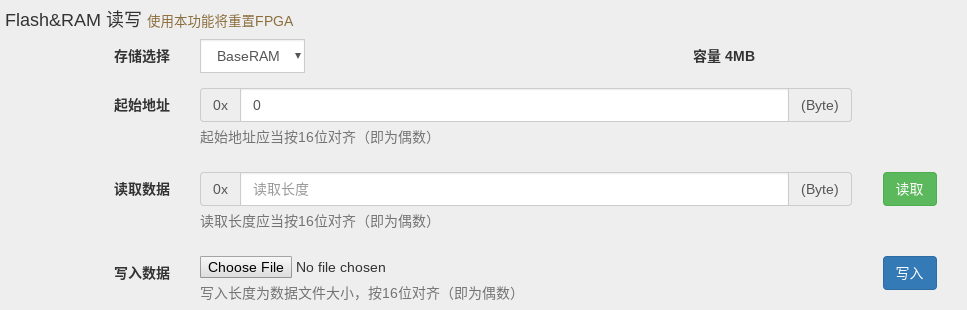 Flash&RAM 读写 使用本功能将重置FPGA
存储选择 BaseRAM 容量 4MB
起始地址 0x 0 (Byte)
起始地址应当按16位对齐（即为偶数）
读取数据 0x 读取长度 (Byte) 读取
读取长度应当按16位对齐（即为偶数）
写入数据 Choose File No file chosen 写入
写入长度为数据文件大小，按16位对齐（即为偶数）